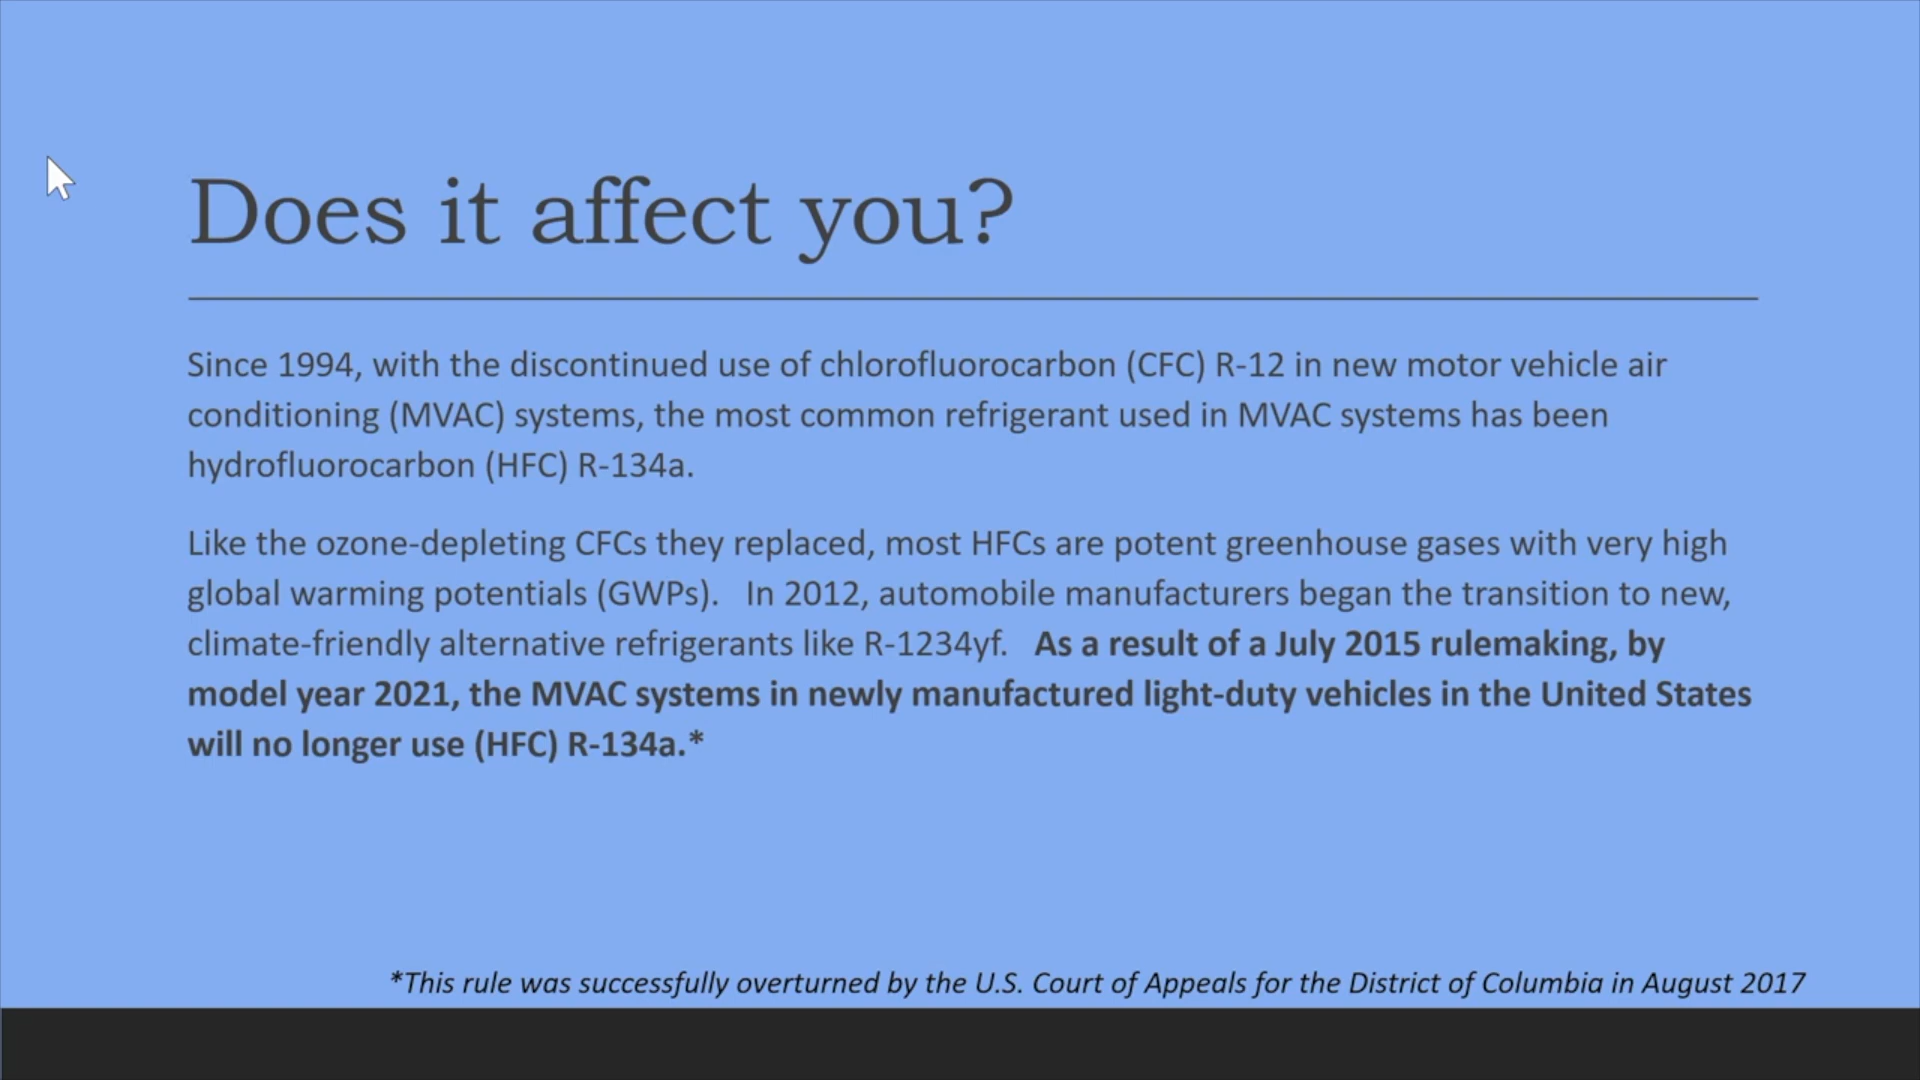 Does it affect you?
Since 1994, with the discontinued use of chlorofluorocarbon (CFC) R-12 in new motor vehicle air
conditioning (MVAC) systems, the most common refrigerant used in MVAC systems has been
hydrofluorocarbon (HFC) R-134a.
Like the ozone-depleting CFCs they replaced, most HFCs are potent greenhouse gases with very high
global warming potentials (GWPs).   In 2012, automobile manufacturers began the transition to new,
climate-friendly alternative refrigerants like R-1234yf.   As a result of a July 2015 rulemaking, by
model year 2021, the MVAC systems in newly manufactured light-duty vehicles in the United States
will no longer use (HFC) R-134a.*
*This rule was successfully overturned by the U.S. Court of Appeals for the District of Columbia in August 2017